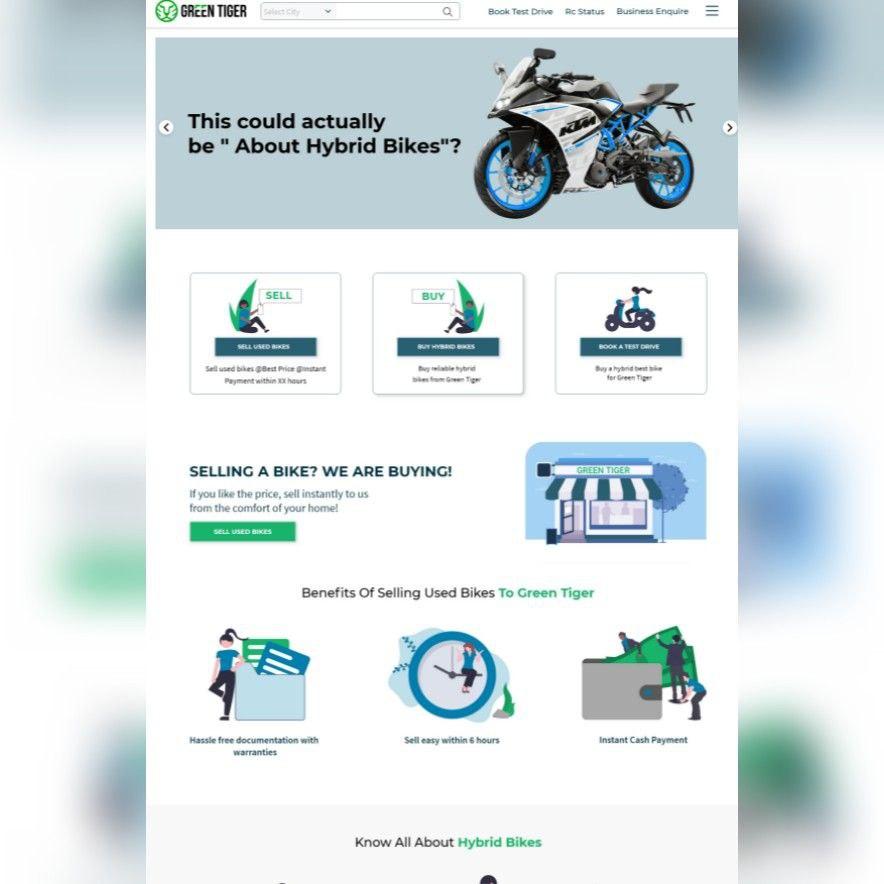 GREEN TIGER
Select City
Book Test Drive
Rc Status
Business Enquire
This could actually
be " About Hybrid Bikes"?
KTM
RC
SELL
SELL USED BIKES
Sell used bikes @Best Price @Instant
Payment within XX hours
BUY
BUY HYBRID BIKES
Buy reliable hybrid
bikes from Green Tiger
BOOK A TEST DRIVE
Buy a hybrid best bike
for Green Tiger
SELLING A BIKE? WE ARE BUYING!
If you like the price, sell instantly to us
from the comfort of your home!
SELL USED BIKES
GREEN TIGER
Benefits Of Selling Used Bikes To Green Tiger
Hassle free documentation with
warranties
Sell easy within 6 hours
Instant Cash Payment
Know All About Hybrid Bikes